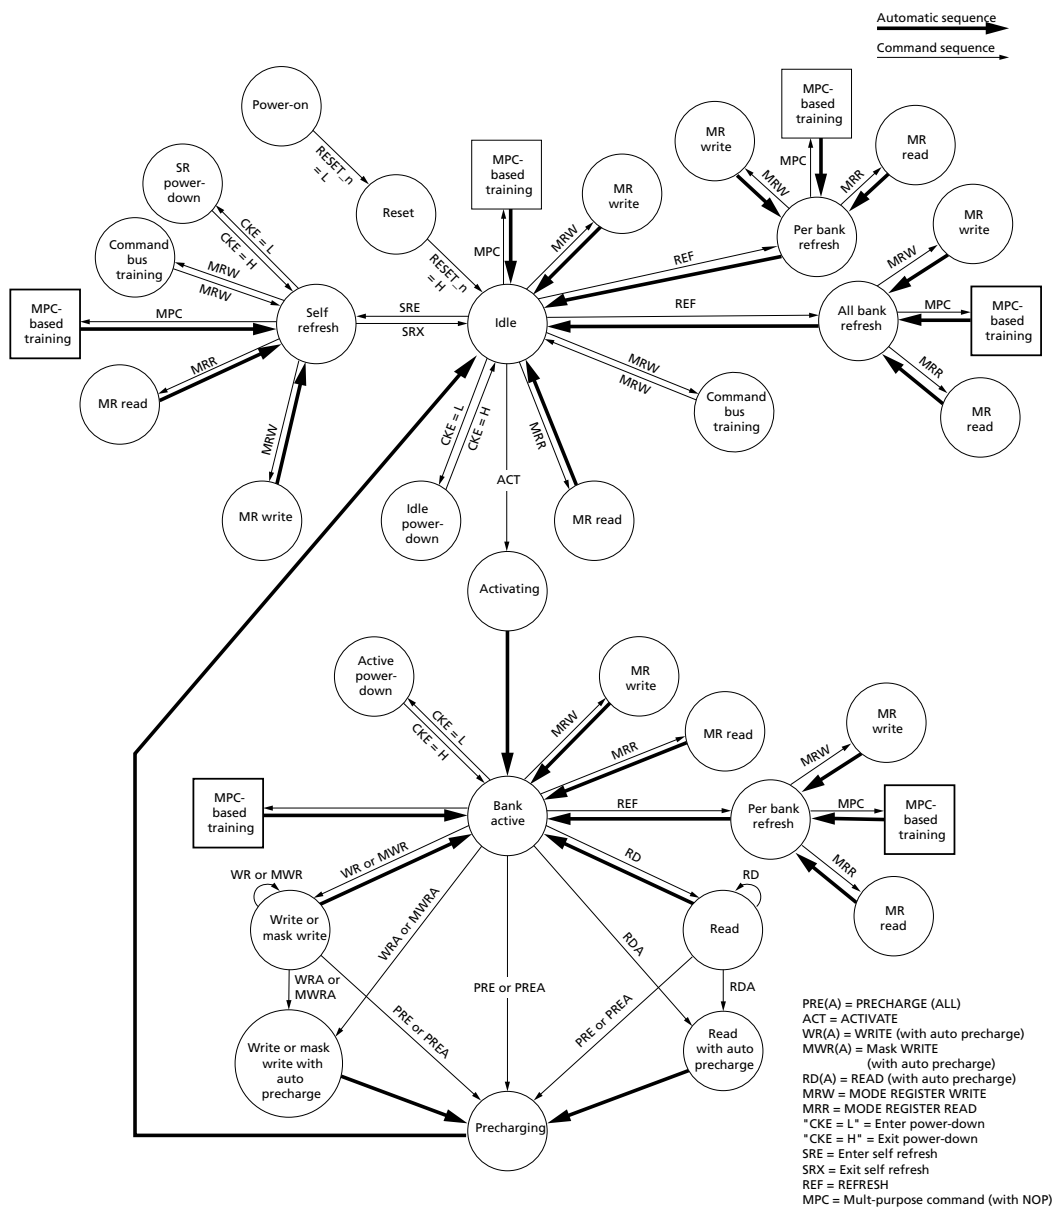 Automatic sequence
Command sequence
Power-on
RESET_n
= L
Reset
RESET_n
= H
SR
power-
down
CKE = L
CKE = H
Command
bus
training
MRW
MRW
MPC-
based
training
MPC
Self
refresh
MRR
MR read
MRW
MR write
SRE
SRX
Idle
MPC-
based
training
MPC
MR
write
MRW
MPC-
based
training
MPC
MR
write
MRW
MR
read
MRR
Per bank
refresh
REF
REF
MR
write
MRW
All bank
refresh
MPC
MPC-
based
training
MRR
MR
read
MRW
MRW
Command
bus
training
CKE = L
CKE = H
Idle
power-
down
ACT
MRR
MR read
Activating
Active
power-
down
CKE = L
CKE = H
MR
write
MRW
MR read
MRR
MPC-
based
training
Bank
active
REF
Per bank
refresh
MR
write
MRW
MPC
MPC-
based
training
MRR
MR
read
WR or MWR
WR or MWR
Write or
mask write
WRA or MWRA
WRA or
MWRA
RD
RD
Read
RDA
RDA
PRE or PREA
PRE or PREA
PRE or PREA
Write or mask
write with
auto
precharge
Read
with auto
precharge
Precharging
PRE(A) = PRECHARGE (ALL)
ACT = ACTIVATE
WR(A) = WRITE (with auto precharge)
MWR(A) = Mask WRITE
(with auto precharge)
RD(A) = READ (with auto precharge)
MRW = MODE REGISTER WRITE
MRR = MODE REGISTER READ
"CKE = L" = Enter power-down
"CKE = H" = Exit power-down
SRE = Enter self refresh
SRX = Exit self refresh
REF = REFRESH
MPC = Mult-purpose command (with NOP)